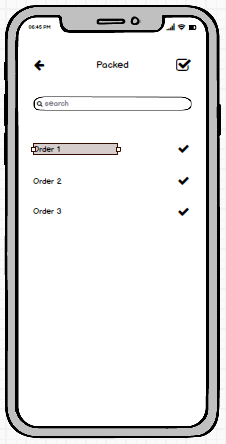 06:45 PM
Packed
search
Order 1
Order 2
Order 3